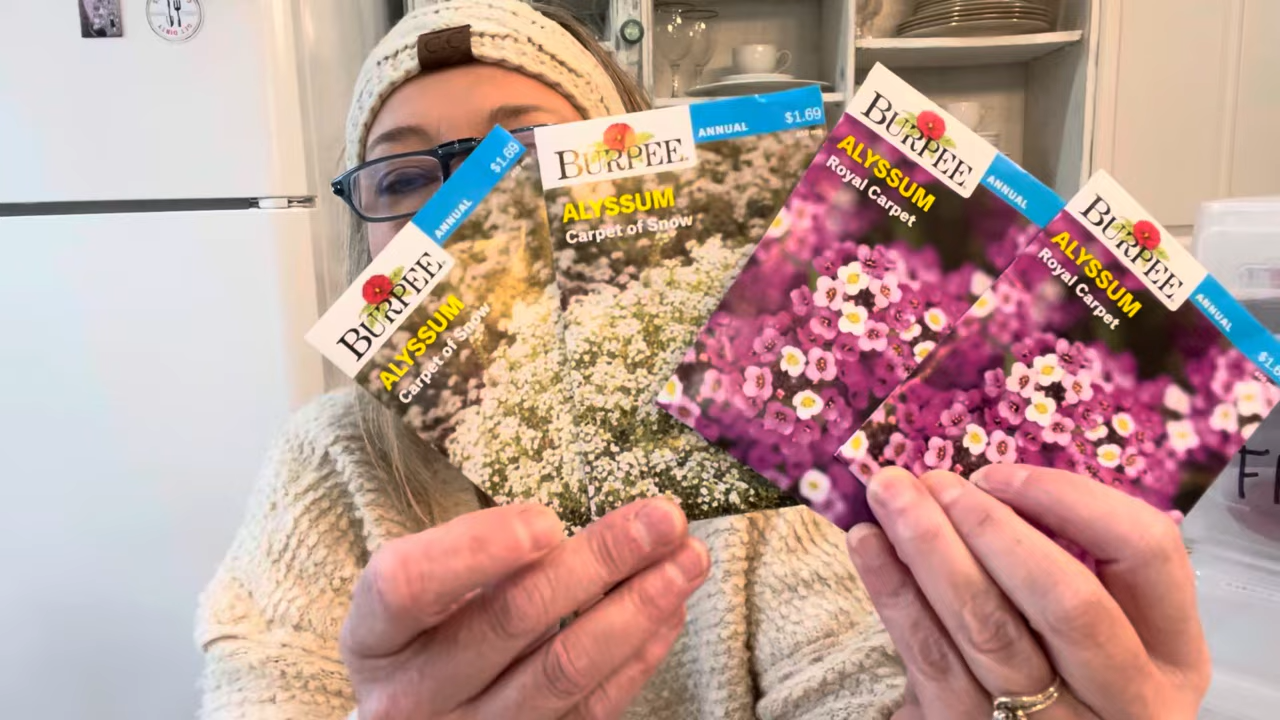 $1.69
ANNUAL
BURPEE
ALYSSUM
Carpet of Snow
BURPEE.
ANNUAL
$1.69
ALYSSUM
Carpet of Snow
BURPEE
ANNUAL
ALYSSUM
Royal Carpet
BURPEE
ANNUAL
ALYSSUM
Royal Carpet
CC